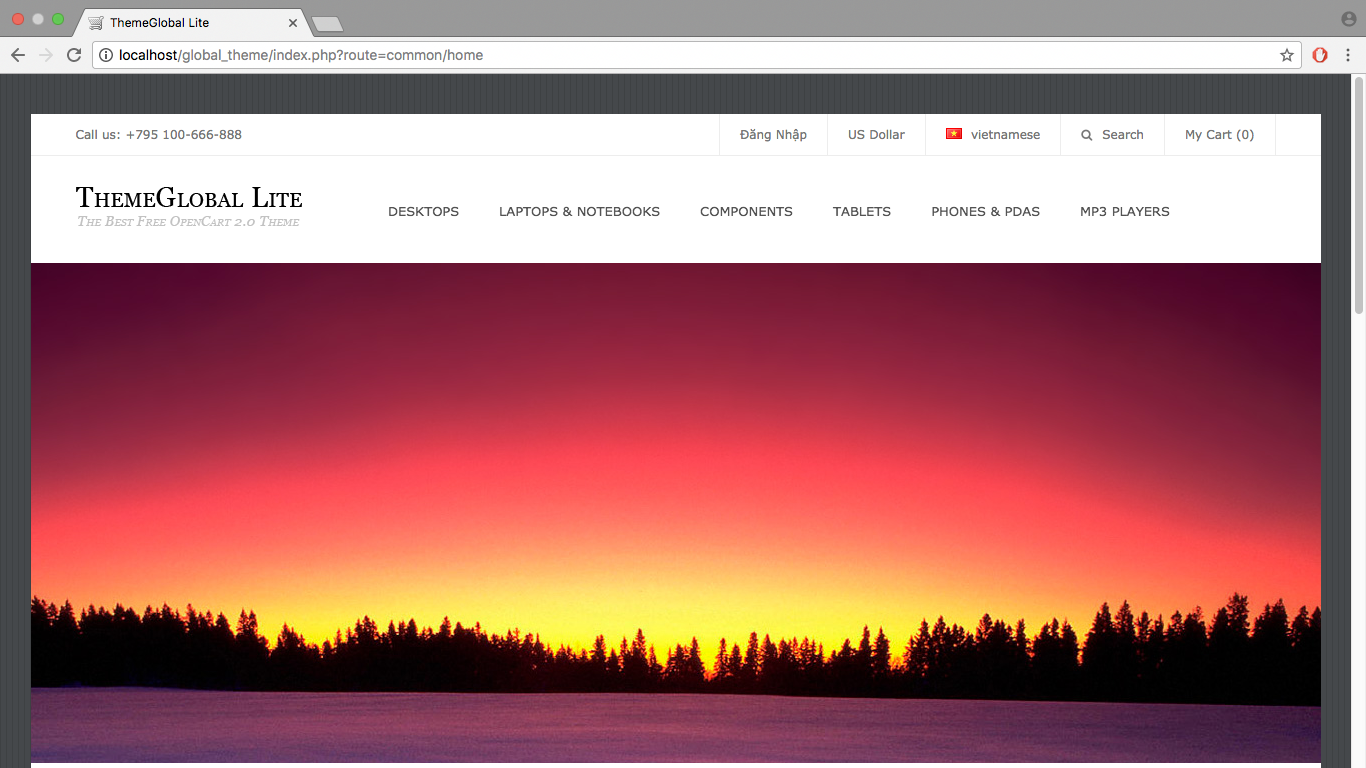 ThemeGlobal Lite
localhost/global_theme/index.php?route=common/home
Call us: +795 100-666-888 Đăng Nhập US Dollar vietnamese Search My Cart (0)
ThemeGlobal Lite
The Best Free OpenCart 2.0 Theme
DESKTOPS LAPTOPS & NOTEBOOKS COMPONENTS TABLETS PHONES & PDAS MP3 PLAYERS